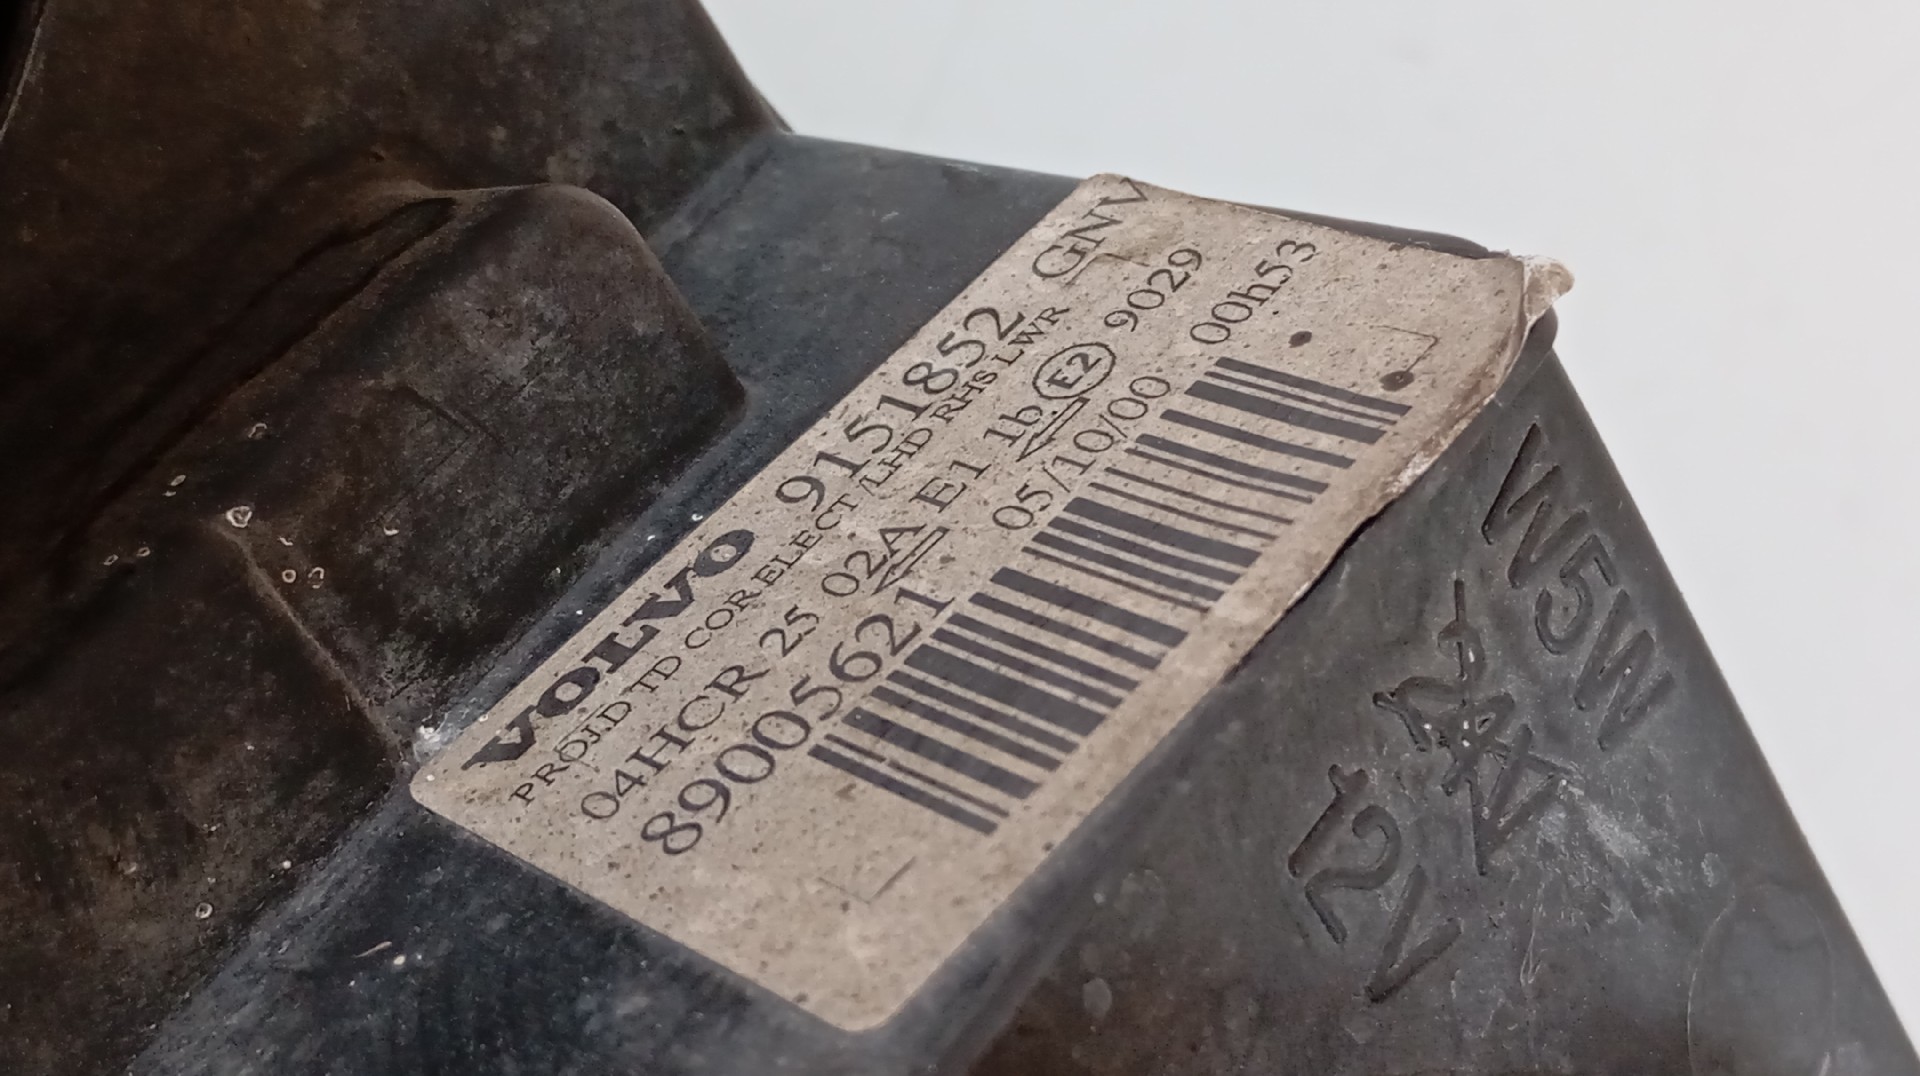 VOLVO 9151852 GNV
PROJ.D TD COR ELECT /LHD RHS LWR
04HCR 25 02A E1 1b E2 9029
89005621 05/10/00 00h53
W5W
12V